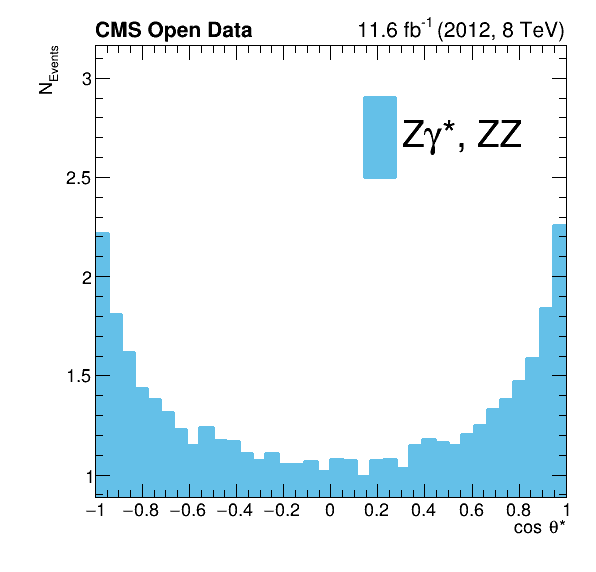 CMS Open Data 11.6 fb-1 (2012, 8 TeV)
NEvents
3
Zγ*, ZZ
2.5
2
1.5
1
−1 −0.8 −0.6 −0.4 −0.2 0 0.2 0.4 0.6 0.8 1
cos θ*